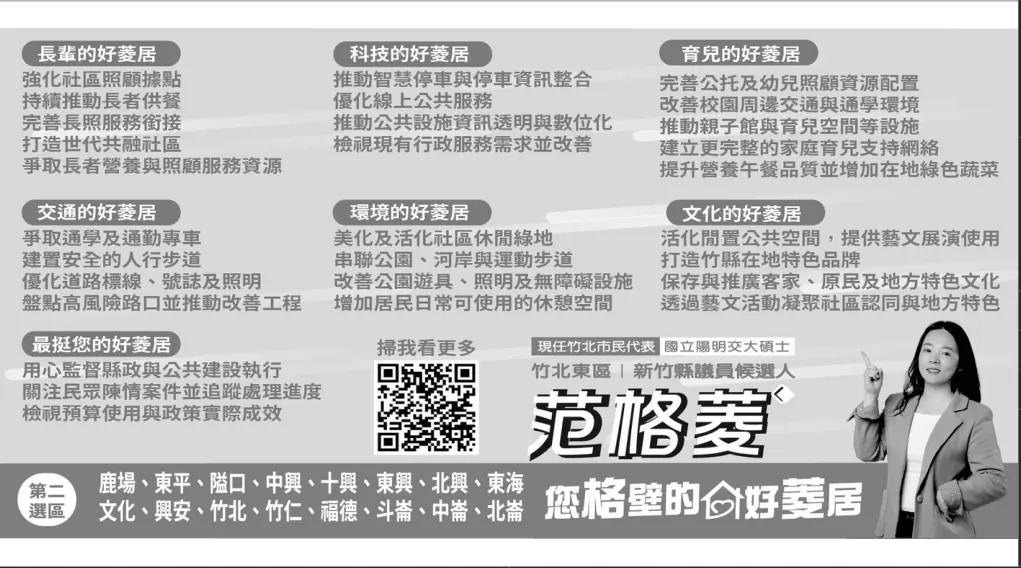 長輩的好菱居
強化社區照顧據點
持續推動長者供餐
完善長照服務銜接
打造世代共融社區
爭取長者營養與照顧服務資源
科技的好菱居
推動智慧停車與停車資訊整合
優化線上公共服務
推動公共設施資訊透明與數位化
檢視現有行政服務需求並改善
育兒的好菱居
完善公托及幼兒照顧資源配置
改善校園周邊交通與通學環境
推動親子館與育兒空間等設施
建立更完整的家庭育兒支持網絡
提升營養午餐品質並增加在地綠色蔬菜
交通的好菱居
爭取通學及通勤專車
建置安全的人行步道
優化道路標線、號誌及照明
盤點高風險路口並推動改善工程
環境的好菱居
美化及活化社區休閒綠地
串聯公園、河岸與運動步道
改善公園遊具、照明及無障礙設施
增加居民日常可使用的休憩空間
文化的好菱居
活化閒置公共空間，提供藝文展演使用
打造竹縣在地特色品牌
保存與推廣客家、原民及地方特色文化
透過藝文活動凝聚社區認同與地方特色
最挺您的好菱居
用心監督縣政與公共建設執行
關注民眾陳情案件並追蹤處理進度
檢視預算使用與政策實際成效
掃我看更多
現任竹北市民代表 國立陽明交大碩士
竹北東區｜新竹縣議員候選人
范格菱
第二
選區
鹿場、東平、隘口、中興、十興、東興、北興、東海
文化、興安、竹北、竹仁、福德、斗崙、中崙、北崙
您格壁的好菱居